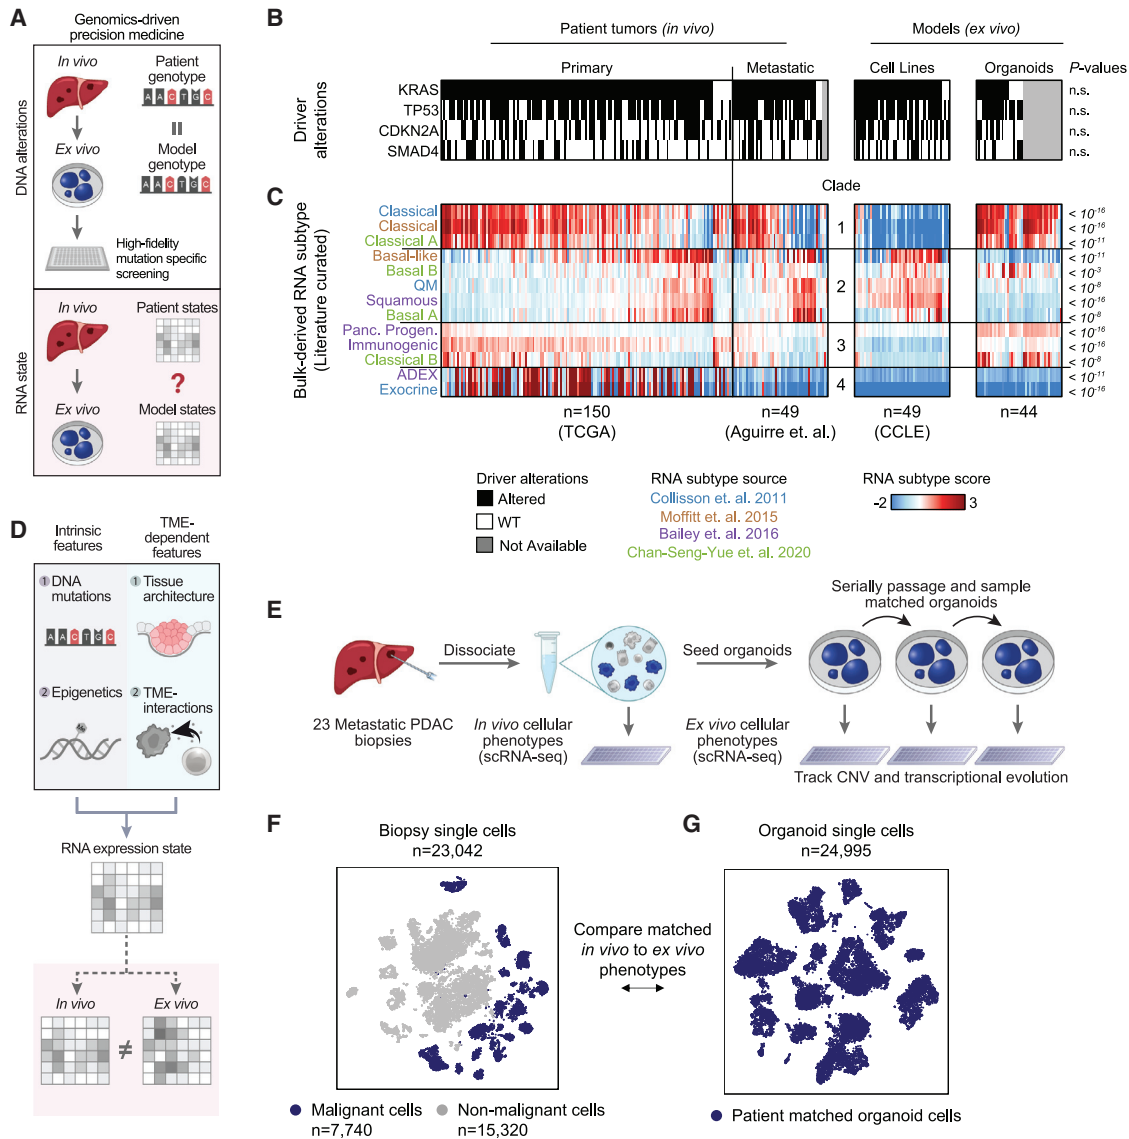 A
Genomics-driven
precision medicine
DNA alterations
In vivo
Patient
genotype
A A C T G C
Ex vivo
Model
genotype
A A C T G C
High-fidelity
mutation specific
screening
RNA state
In vivo
Patient states
?
Ex vivo
Model states
B
Patient tumors (in vivo)
Models (ex vivo)
Primary
Metastatic
Cell Lines
Organoids
P-values
Driver
alterations
KRAS
n.s.
TP53
n.s.
CDKN2A
n.s.
SMAD4
n.s.
C
Clade
Bulk-derived RNA subtype
(Literature curated)
Classical
Classical
Classical A
1
< 10-16
< 10-16
< 10-11
Basal-like
Basal B
QM
Squamous
Basal A
2
< 10-11
< 10-3
< 10-8
< 10-16
< 10-8
Panc. Progen.
Immunogenic
Classical B
3
< 10-16
< 10-16
< 10-8
ADEX
Exocrine
4
< 10-11
< 10-16
n=150
(TCGA)
n=49
(Aguirre et. al.)
n=49
(CCLE)
n=44
Driver alterations
Altered
WT
Not Available
RNA subtype source
Collisson et. al. 2011
Moffitt et. al. 2015
Bailey et. al. 2016
Chan-Seng-Yue et. al. 2020
RNA subtype score
-2 3
D
Intrinsic
features
TME-
dependent
features
1 DNA
mutations
A A C T G C
1 Tissue
architecture
2 Epigenetics
2 TME-
interactions
RNA expression state
In vivo
Ex vivo
≠
E
Dissociate
Seed organoids
Serially passage and sample
matched organoids
23 Metastatic PDAC
biopsies
In vivo cellular
phenotypes
(scRNA-seq)
Ex vivo cellular
phenotypes
(scRNA-seq)
Track CNV and transcriptional evolution
F
Biopsy single cells
n=23,042
Malignant cells
n=7,740
Non-malignant cells
n=15,320
Compare matched
in vivo to ex vivo
phenotypes
G
Organoid single cells
n=24,995
Patient matched organoid cells